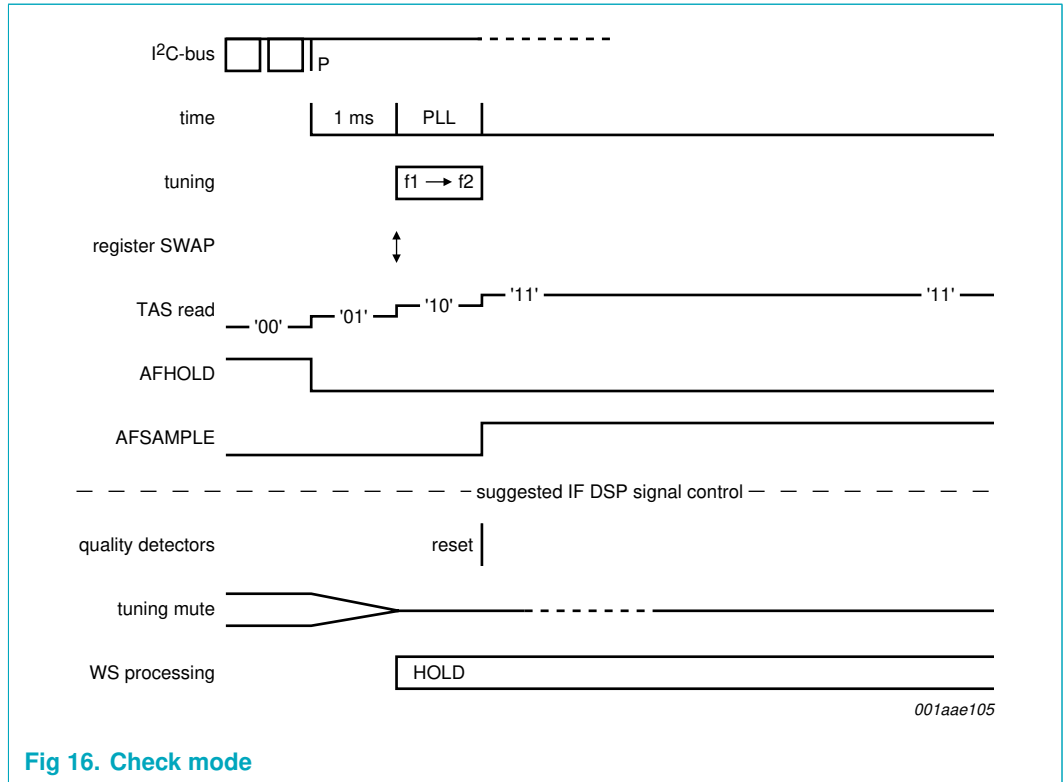 I²C-bus
P
time
1 ms
PLL
tuning
f1 → f2
register SWAP
TAS read
'00'
'01'
'10'
'11'
'11'
AFHOLD
AFSAMPLE
suggested IF DSP signal control
quality detectors
reset
tuning mute
WS processing
HOLD
001aae105
Fig 16. Check mode